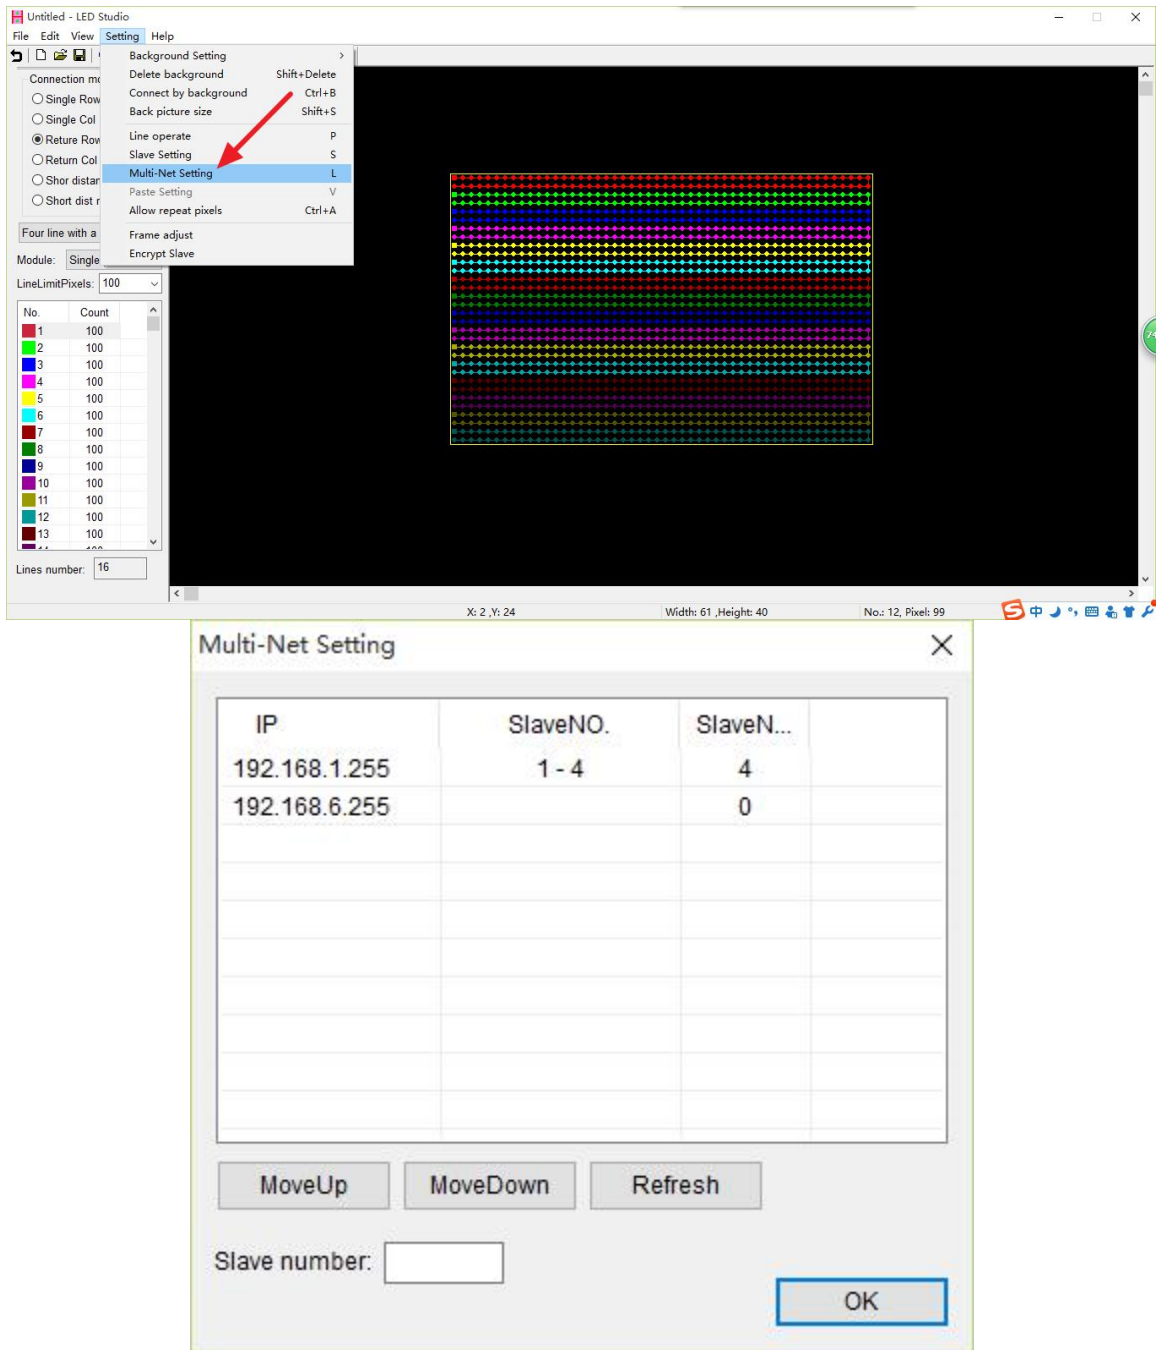 Untitled - LED Studio
File Edit View Setting Help
Background Setting
Delete background Shift+Delete
Connect by background Ctrl+B
Back picture size Shift+S
Line operate P
Slave Setting S
Multi-Net Setting L
Paste Setting V
Allow repeat pixels Ctrl+A
Frame adjust
Encrypt Slave
Connection mo
Single Row
Single Col
Reture Row
Return Col
Shor distar
Short dist r
Four line with a
Module: Single
LineLimitPixels: 100
No. Count
1 100
2 100
3 100
4 100
5 100
6 100
7 100
8 100
9 100
10 100
11 100
12 100
13 100
Lines number: 16
X: 2 ,Y: 24 Width: 61 ,Height: 40 No.: 12, Pixel: 99
中
Multi-Net Setting
IP SlaveNO. SlaveN...
192.168.1.255 1 - 4 4
192.168.6.255 0
MoveUp MoveDown Refresh
Slave number:
OK